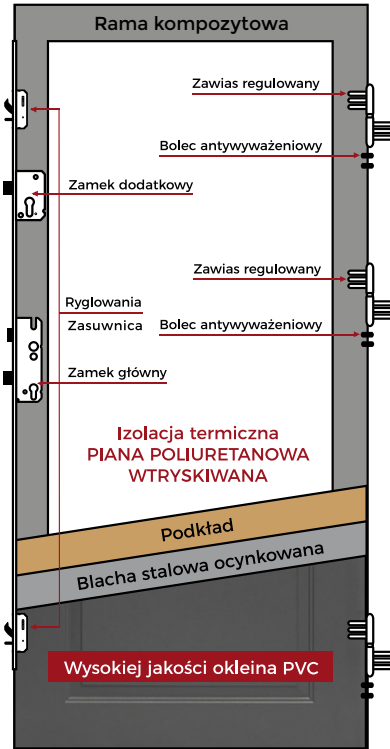 Rama kompozytowa
Zawias regulowany
Bolec antywyważeniowy
Zamek dodatkowy
Zawias regulowany
Ryglowania
Zasuwnica
Bolec antywyważeniowy
Zamek główny
Izolacja termiczna
PIANA POLIURETANOWA
WTRYSKIWANA
Podkład
Blacha stalowa ocynkowana
Wysokiej jakości okleina PVC